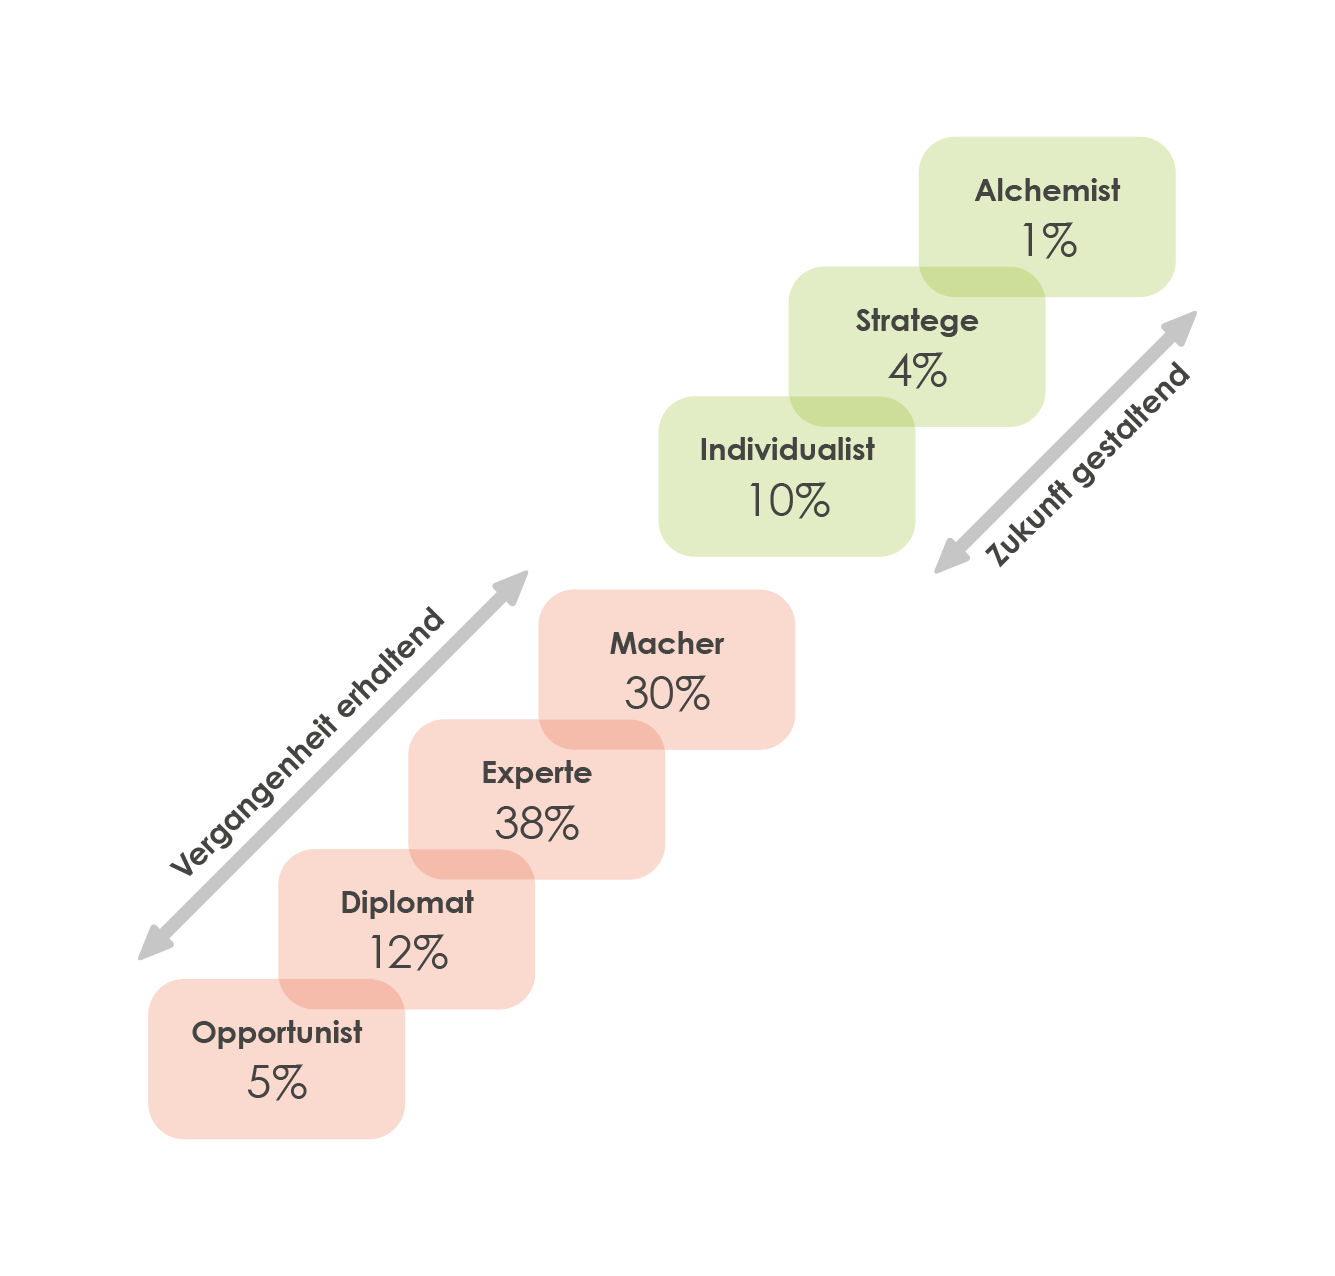 Alchemist
1%
Stratege
4%
Individualist
10%
Zukunft gestaltend
Vergangenheit erhaltend
Macher
30%
Experte
38%
Diplomat
12%
Opportunist
5%